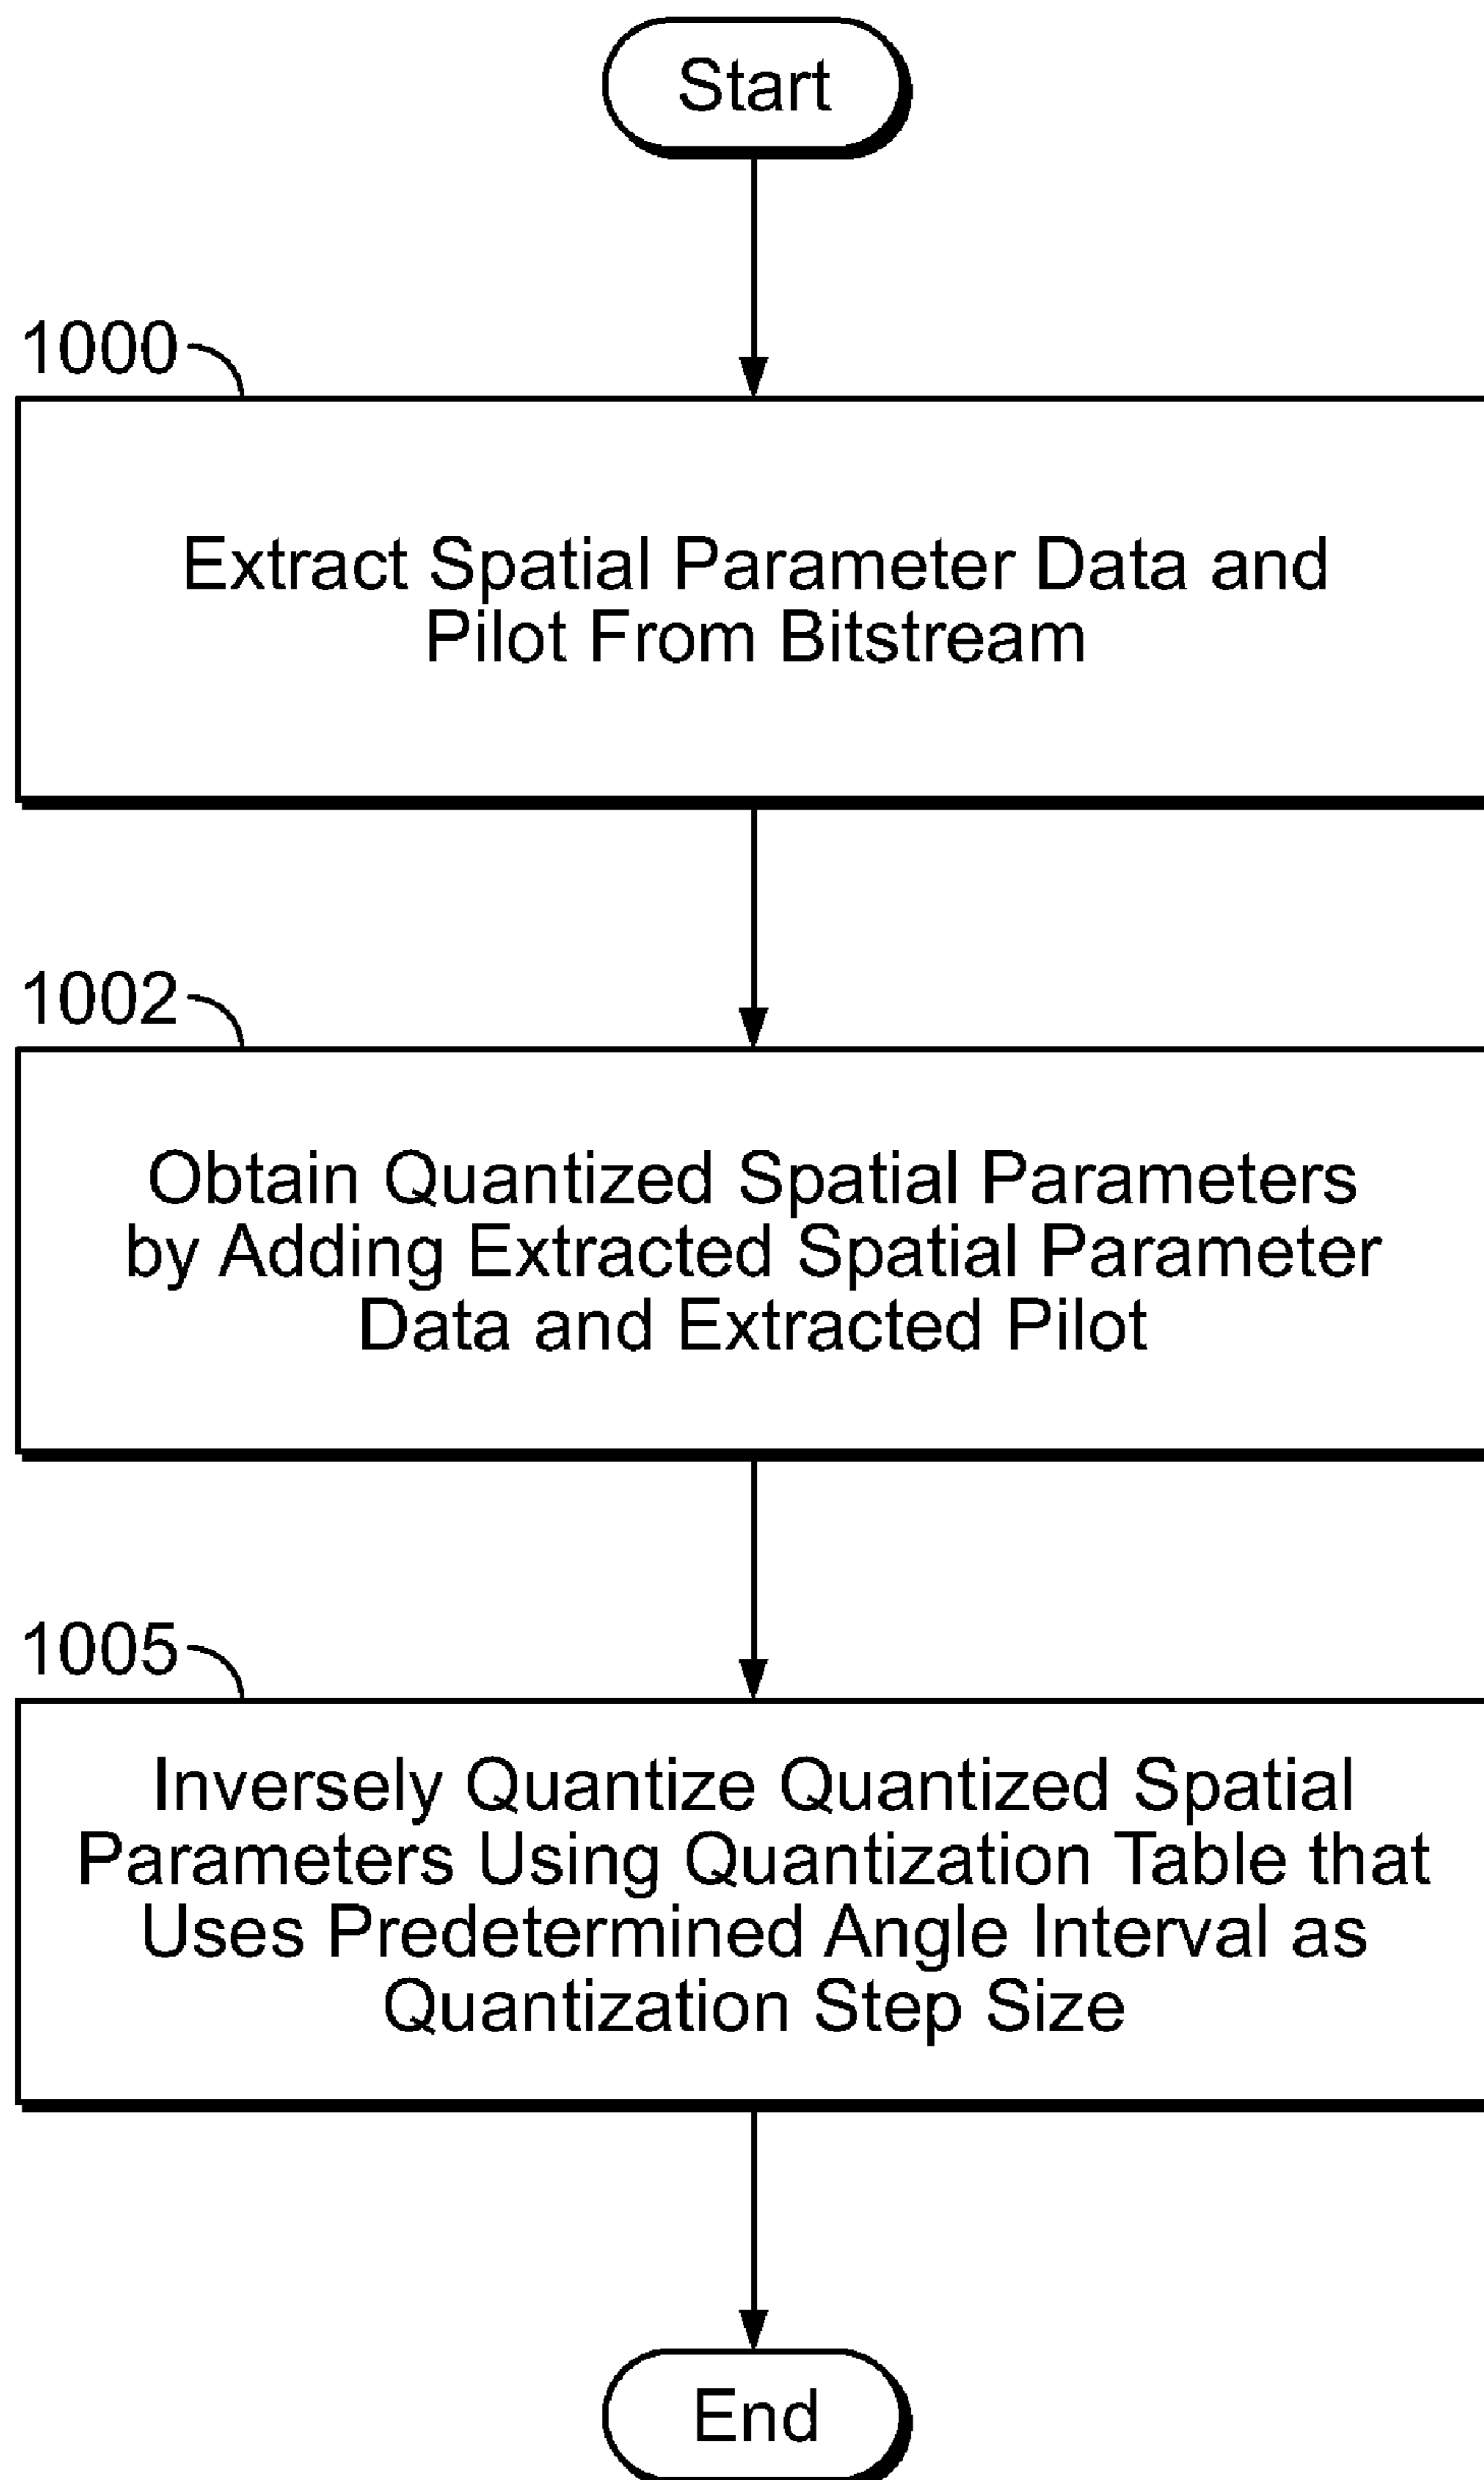 Start
1000
Extract Spatial Parameter Data and
Pilot From Bitstream
1002
Obtain Quantized Spatial Parameters
by Adding Extracted Spatial Parameter
Data and Extracted Pilot
1005
Inversely Quantize Quantized Spatial
Parameters Using Quantization Table that
Uses Predetermined Angle Interval as
Quantization Step Size
End